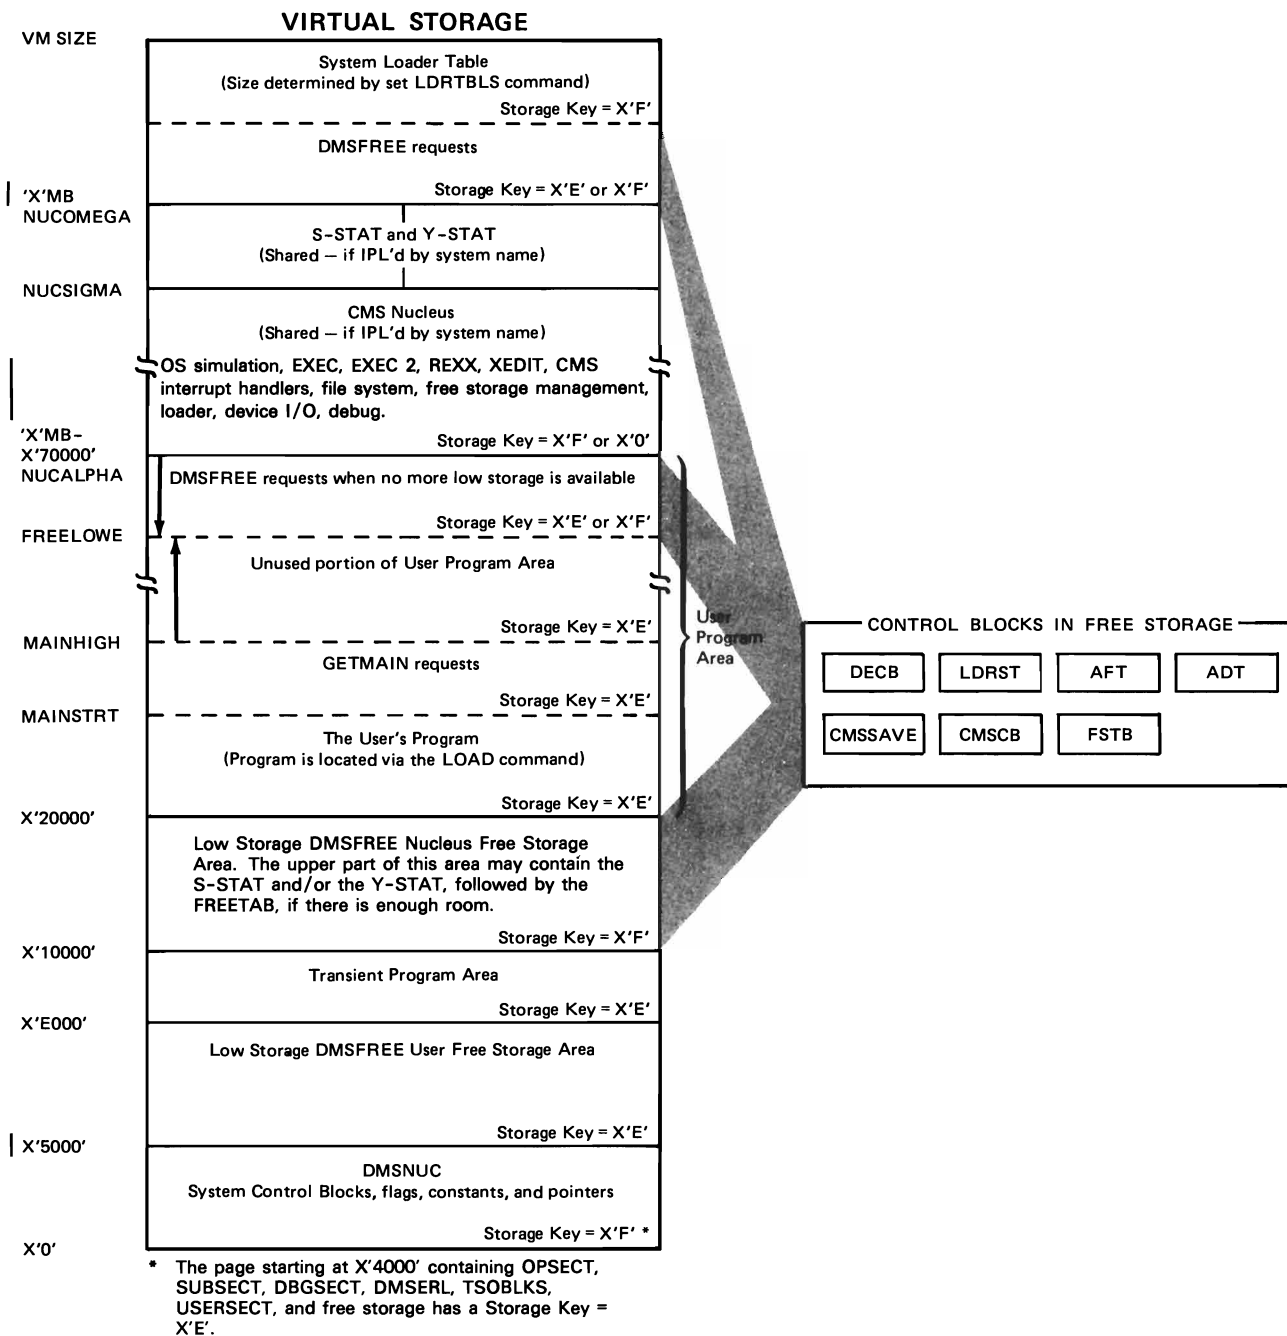 VIRTUAL STORAGE
VM SIZE
System Loader Table
(Size determined by set LDRTBLS command)
Storage Key = X'F'
DMSFREE requests
Storage Key = X'E' or X'F'
'X'MB
NUCOMEGA
S-STAT and Y-STAT
(Shared — if IPL'd by system name)
NUCSIGMA
CMS Nucleus
(Shared — if IPL'd by system name)
OS simulation, EXEC, EXEC 2, REXX, XEDIT, CMS
interrupt handlers, file system, free storage management,
loader, device I/O, debug.
Storage Key = X'F' or X'0'
'X'MB-
X'70000'
NUCALPHA
DMSFREE requests when no more low storage is available
Storage Key = X'E' or X'F'
FREELOWE
Unused portion of User Program Area
Storage Key = X'E'
MAINHIGH
GETMAIN requests
Storage Key = X'E'
MAINSTRT
The User's Program
(Program is located via the LOAD command)
Storage Key = X'E'
X'20000'
User
Program
Area
CONTROL BLOCKS IN FREE STORAGE
DECB LDRST AFT ADT
CMSSAVE CMSCB FSTB
Low Storage DMSFREE Nucleus Free Storage
Area. The upper part of this area may contain the
S-STAT and/or the Y-STAT, followed by the
FREETAB, if there is enough room.
Storage Key = X'F'
X'10000'
Transient Program Area
Storage Key = X'E'
X'E000'
Low Storage DMSFREE User Free Storage Area
Storage Key = X'E'
X'5000'
DMSNUC
System Control Blocks, flags, constants, and pointers
Storage Key = X'F' *
X'0'
* The page starting at X'4000' containing OPSECT,
SUBSECT, DBGSECT, DMSERL, TSOBLKS,
USERSECT, and free storage has a Storage Key =
X'E'.